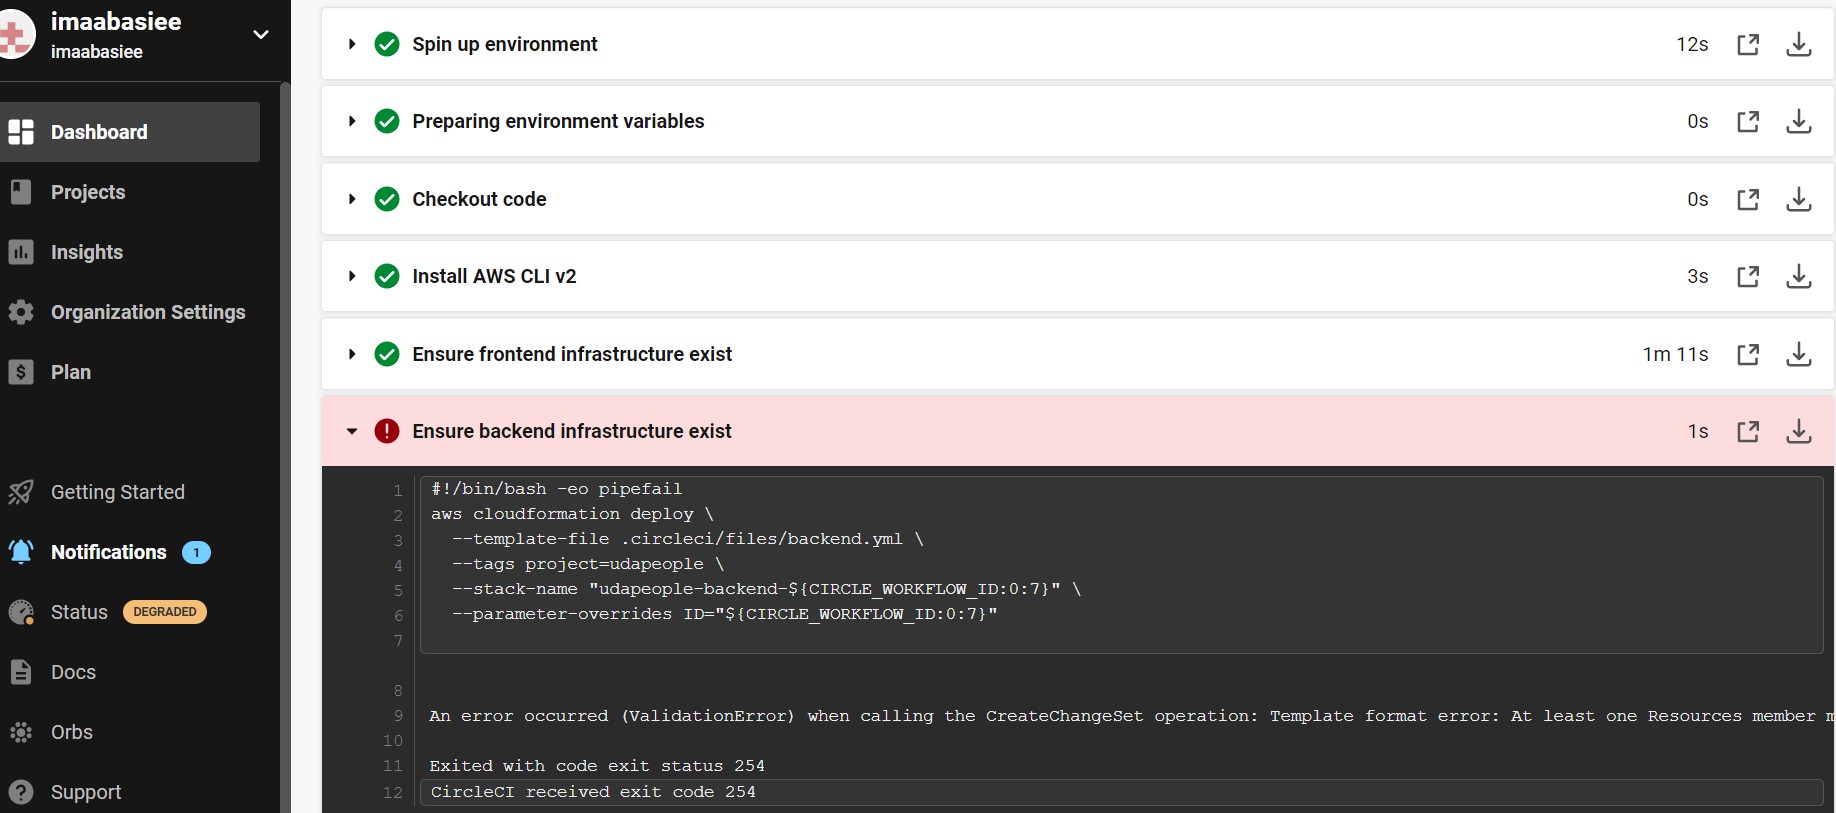 imaabasiee
imaabasiee
Dashboard
Projects
Insights
Organization Settings
Plan
Getting Started
Notifications 1
Status DEGRADED
Docs
Orbs
Support
Spin up environment 12s
Preparing environment variables 0s
Checkout code 0s
Install AWS CLI v2 3s
Ensure frontend infrastructure exist 1m 11s
Ensure backend infrastructure exist 1s
1 #!/bin/bash -eo pipefail
2 aws cloudformation deploy \
3 --template-file .circleci/files/backend.yml \
4 --tags project=udapeople \
5 --stack-name "udapeople-backend-${CIRCLE_WORKFLOW_ID:0:7}" \
6 --parameter-overrides ID="${CIRCLE_WORKFLOW_ID:0:7}"
7
8
9 An error occurred (ValidationError) when calling the CreateChangeSet operation: Template format error: At least one Resources member
10
11 Exited with code exit status 254
12 CircleCI received exit code 254